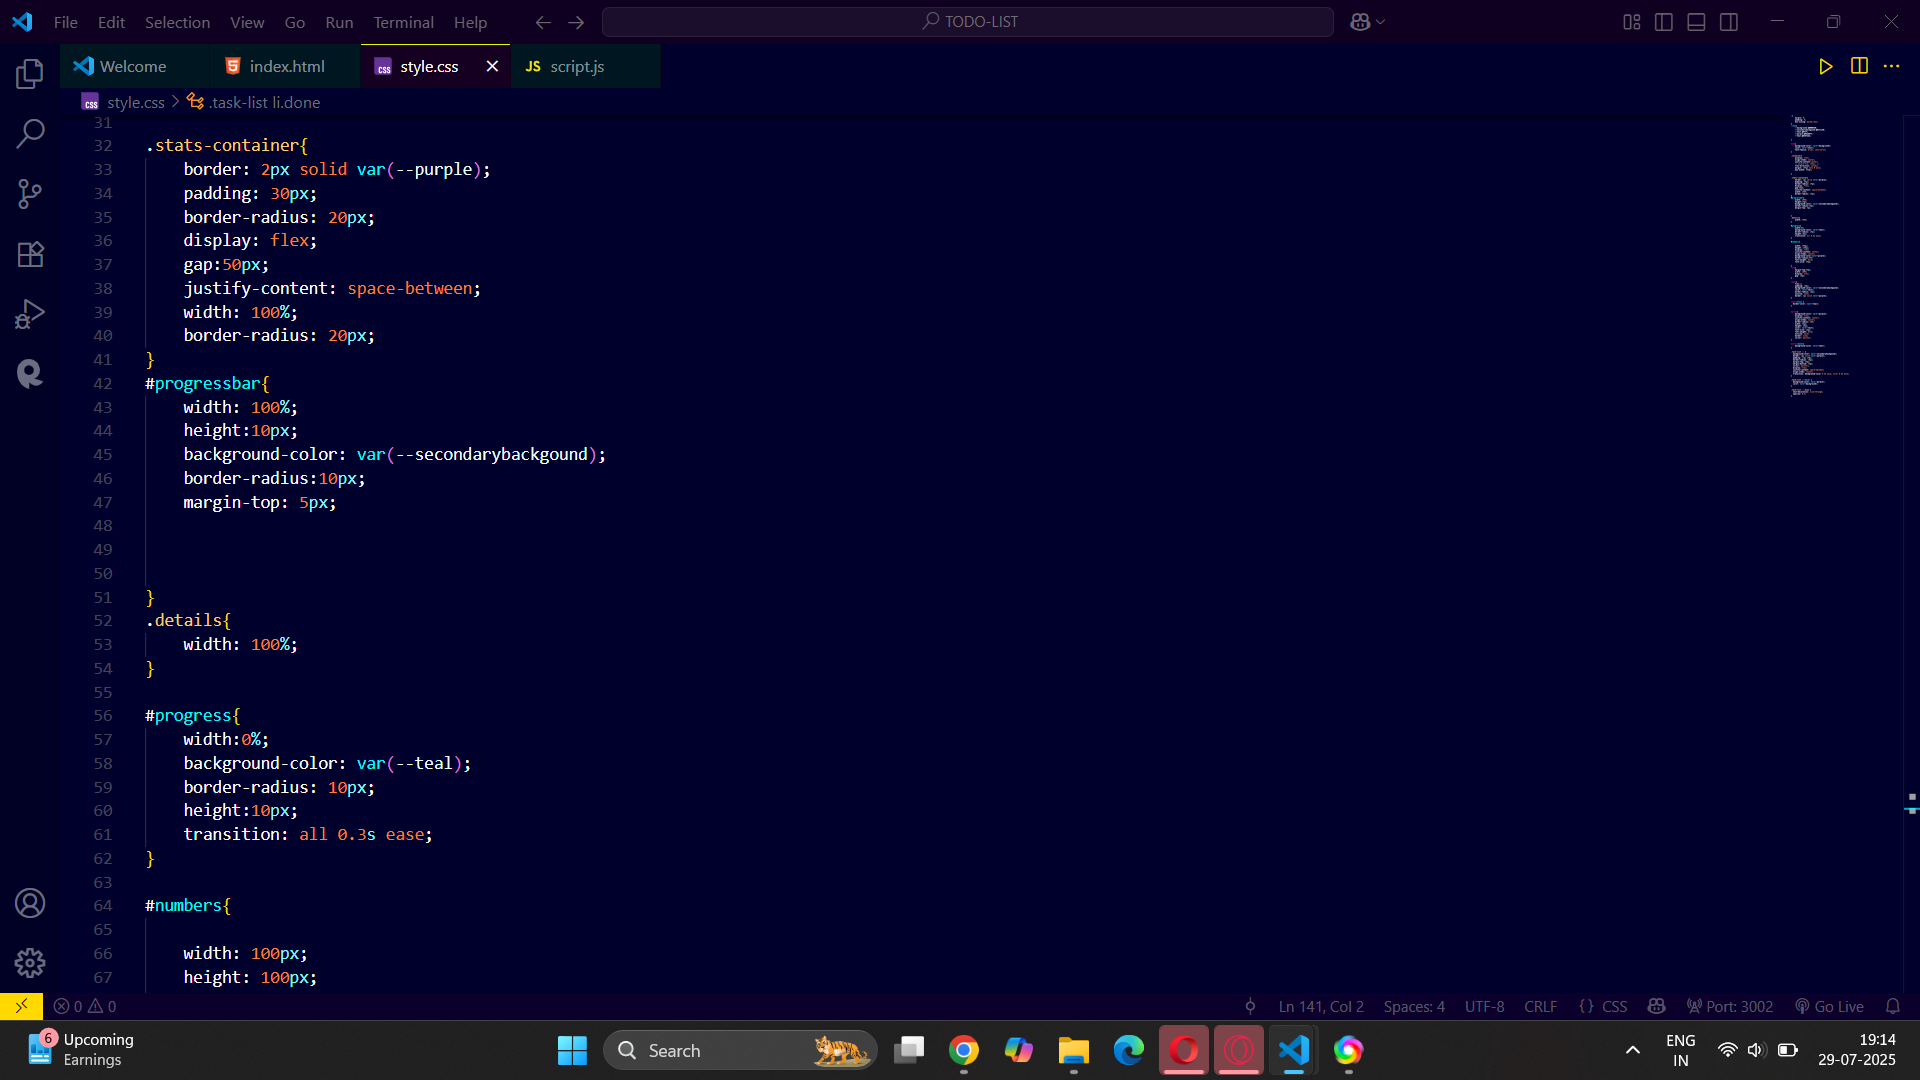 File Edit Selection View Go Run Terminal Help TODO-LIST
Welcome index.html style.css JS script.js
style.css > .task-list li.done
31
32 .stats-container{
33 border: 2px solid var(--purple);
34 padding: 30px;
35 border-radius: 20px;
36 display: flex;
37 gap:50px;
38 justify-content: space-between;
39 width: 100%;
40 border-radius: 20px;
41 }
42 #progressbar{
43 width: 100%;
44 height:10px;
45 background-color: var(--secondarybackgound);
46 border-radius:10px;
47 margin-top: 5px;
48
49
50
51 }
52 .details{
53 width: 100%;
54 }
55
56 #progress{
57 width:0%;
58 background-color: var(--teal);
59 border-radius: 10px;
60 height:10px;
61 transition: all 0.3s ease;
62 }
63
64 #numbers{
65
66 width: 100px;
67 height: 100px;
0 0 Ln 141, Col 2 Spaces: 4 UTF-8 CRLF {} CSS Port: 3002 Go Live
6 Upcoming
Earnings
Search
ENG
IN
19:14
29-07-2025